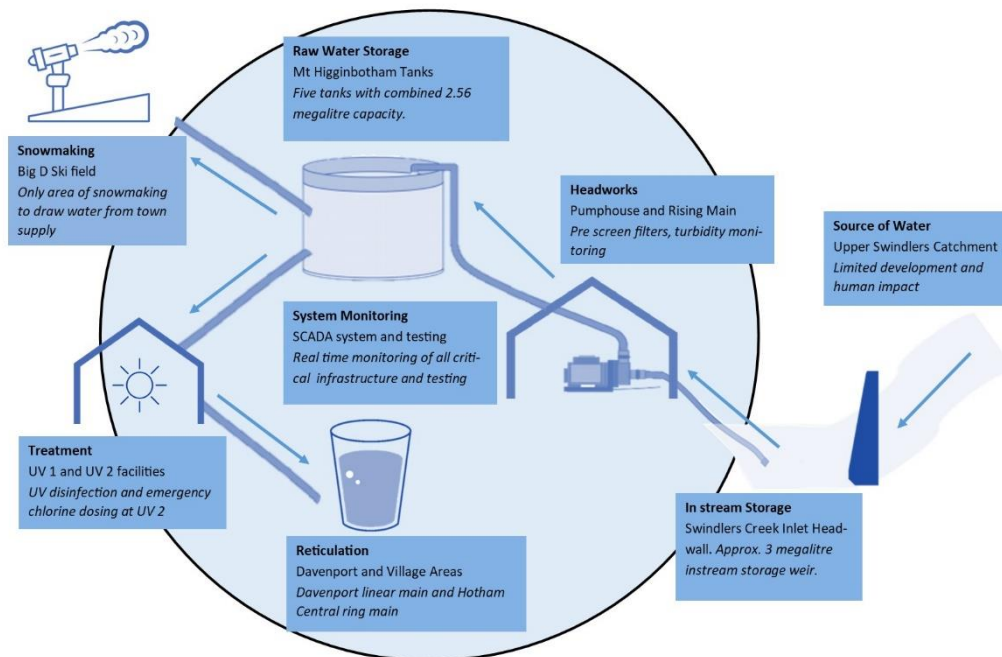 Raw Water Storage
Mt Higginbotham Tanks
Five tanks with combined 2.56
megalitre capacity.
Snowmaking
Big D Ski field
Only area of snowmaking
to draw water from town
supply
Headworks
Pumphouse and Rising Main
Pre screen filters, turbidity moni-
toring
Source of Water
Upper Swindlers Catchment
Limited development and
human impact
System Monitoring
SCADA system and testing
Real time monitoring of all criti-
cal infrastructure and testing
Treatment
UV 1 and UV 2 facilities
UV disinfection and emergency
chlorine dosing at UV 2
In stream Storage
Swindlers Creek Inlet Head-
wall. Approx. 3 megalitre
instream storage weir.
Reticulation
Davenport and Village Areas
Davenport linear main and Hotham
Central ring main